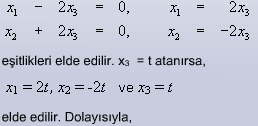 x₁ − 2x₃ = 0, x₁ = 2x₃
x₂ + 2x₃ = 0, x₂ = −2x₃
eşitlikleri elde edilir. x₃ = t atanırsa,
x₁ = 2t, x₂ = -2t ve x₃ = t
elde edilir. Dolayısıyla,